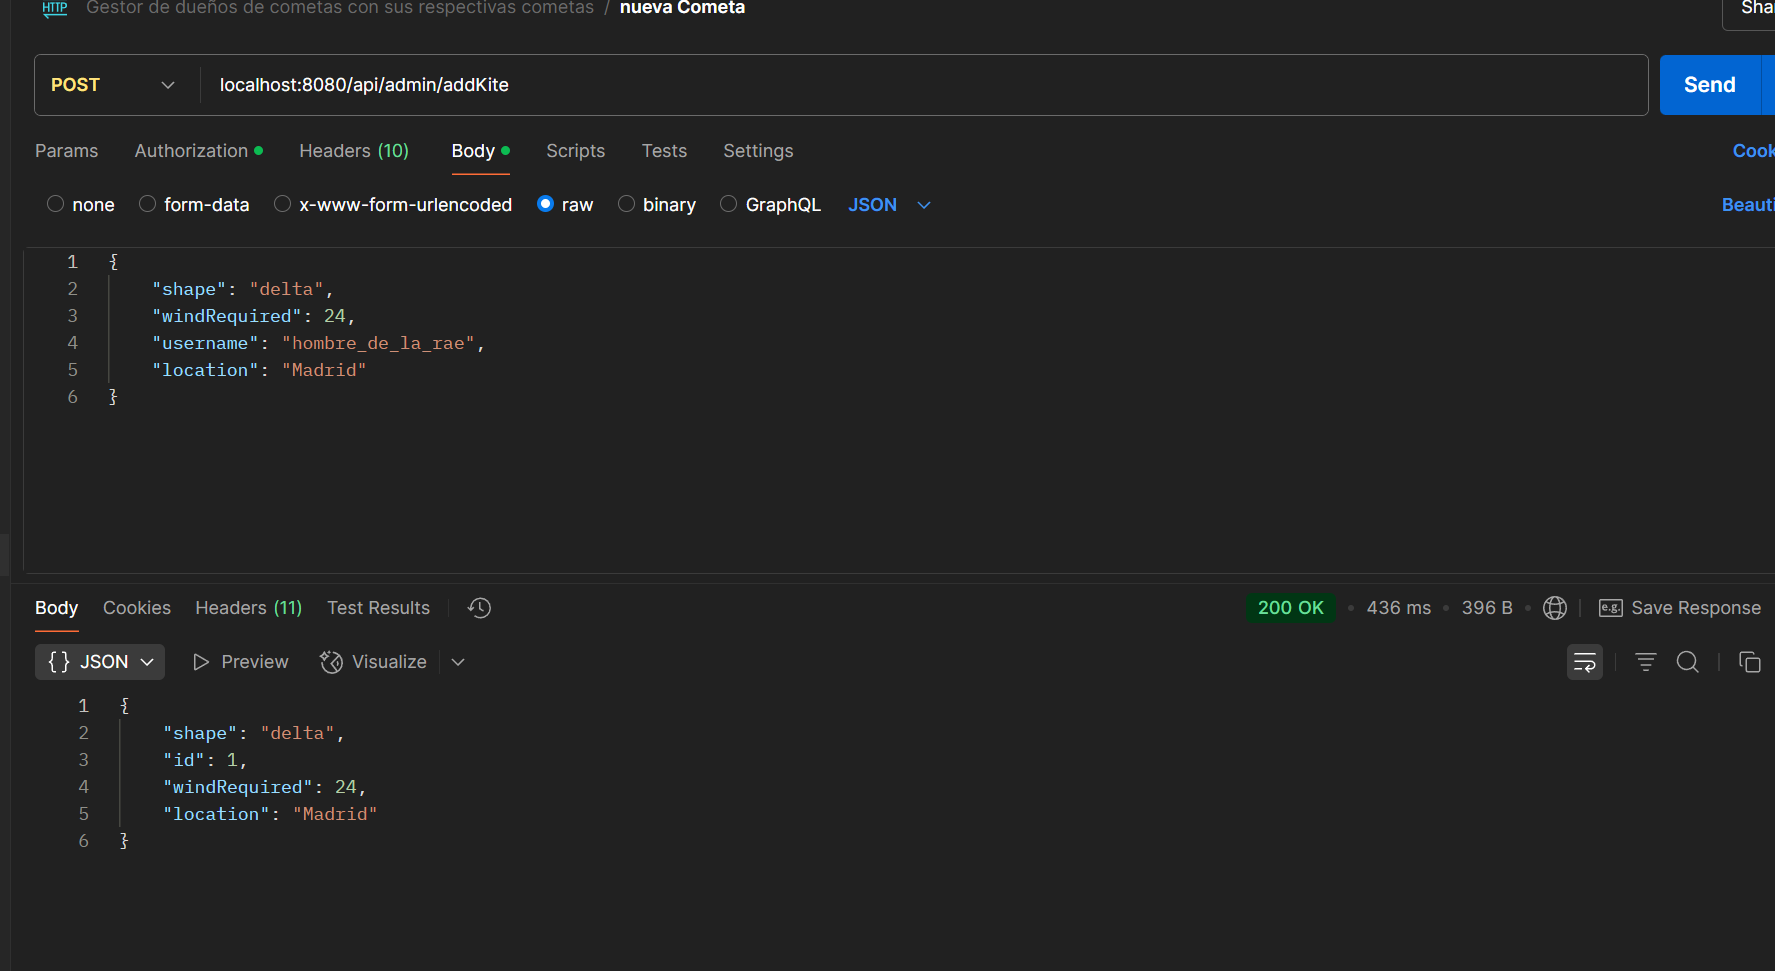 HTTP Gestor de dueños de cometas con sus respectivas cometas / nueva Cometa
POST localhost:8080/api/admin/addKite Send
Params Authorization Headers (10) Body Scripts Tests Settings
none form-data x-www-form-urlencoded raw binary GraphQL JSON
1 {
2 "shape": "delta",
3 "windRequired": 24,
4 "username": "hombre_de_la_rae",
5 "location": "Madrid"
6 }
Body Cookies Headers (11) Test Results 200 OK • 436 ms • 396 B • e.g. Save Response
{} JSON Preview Visualize
1 {
2 "shape": "delta",
3 "id": 1,
4 "windRequired": 24,
5 "location": "Madrid"
6 }